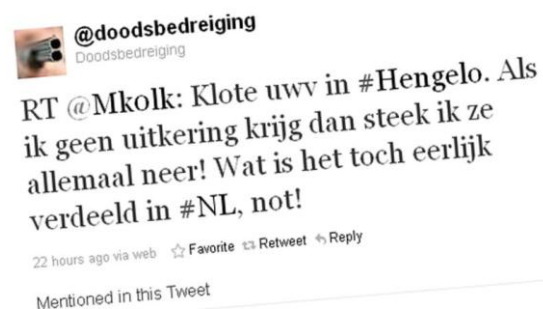 @doodsbedreiging
Doodsbedreiging
RT @Mkolk: Klote uwv in #Hengelo. Als
ik geen uitkering krijg dan steek ik ze
allemaal neer! Wat is het toch eerlijk
verdeeld in #NL, not!
22 hours ago via web Favorite Retweet Reply
Mentioned in this Tweet